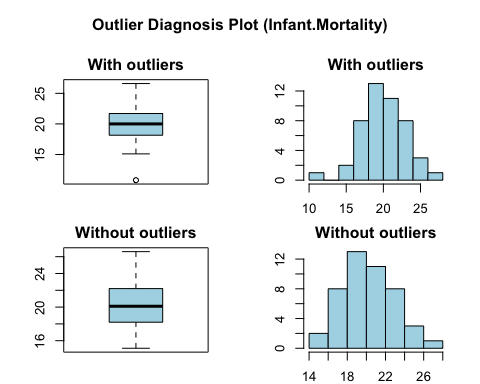 Outlier Diagnosis Plot (Infant.Mortality)
With outliers
25
20
15
With outliers
12
8
4
0
10 15 20 25
Without outliers
24
20
16
Without outliers
12
8
4
0
14 18 22 26